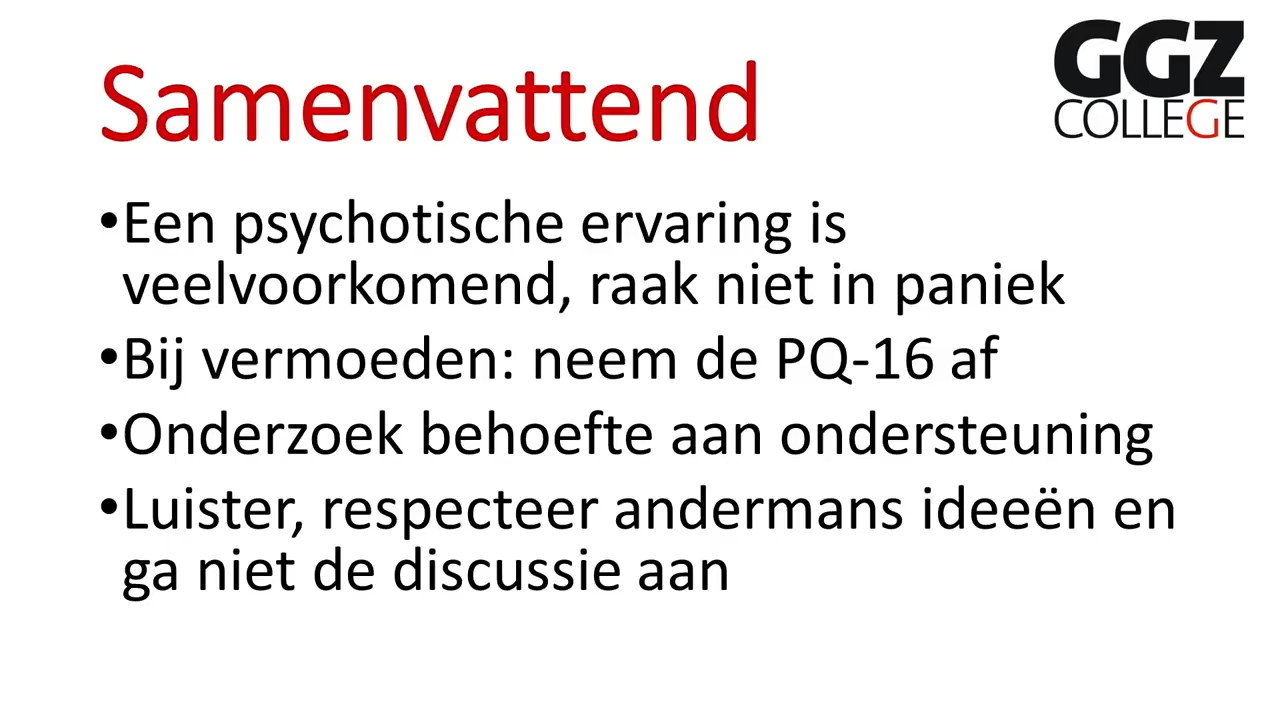 Samenvattend
GGZ
COLLEGE
•Een psychotische ervaring is
veelvoorkomend, raak niet in paniek
•Bij vermoeden: neem de PQ-16 af
•Onderzoek behoefte aan ondersteuning
•Luister, respecteer andermans ideeën en
ga niet de discussie aan